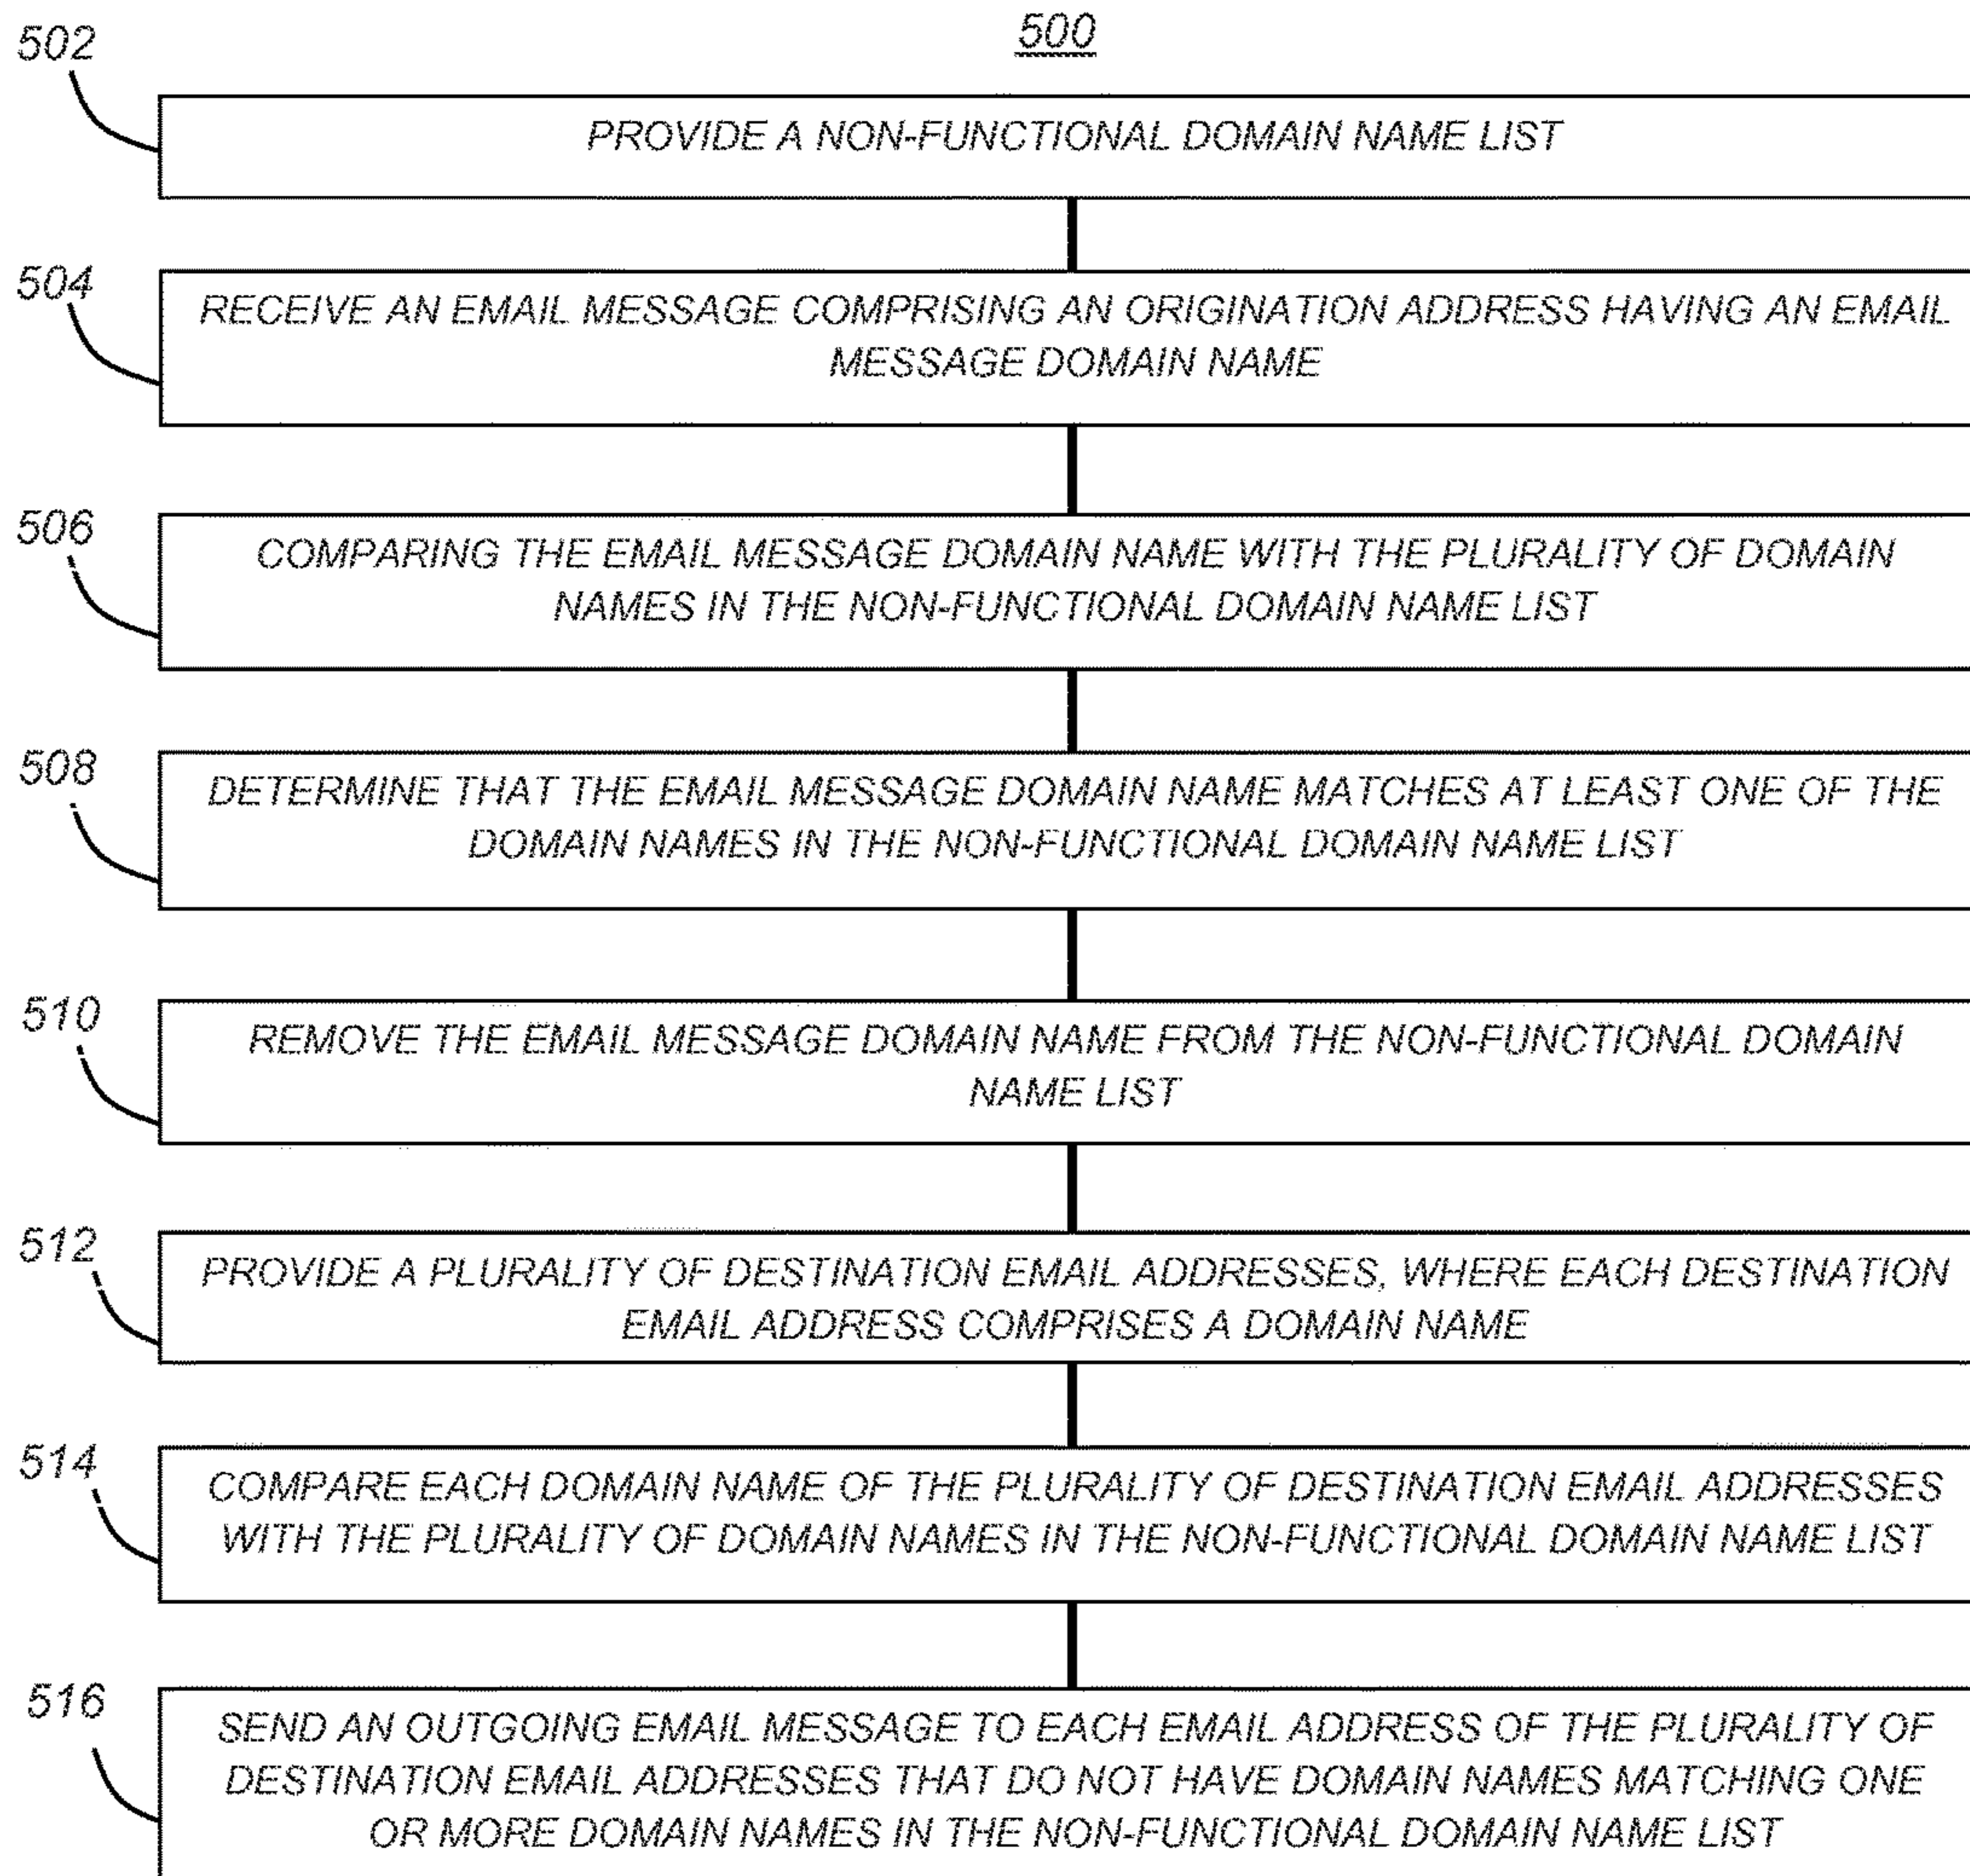 500
502
PROVIDE A NON-FUNCTIONAL DOMAIN NAME LIST
504
RECEIVE AN EMAIL MESSAGE COMPRISING AN ORIGINATION ADDRESS HAVING AN EMAIL
MESSAGE DOMAIN NAME
506
COMPARING THE EMAIL MESSAGE DOMAIN NAME WITH THE PLURALITY OF DOMAIN
NAMES IN THE NON-FUNCTIONAL DOMAIN NAME LIST
508
DETERMINE THAT THE EMAIL MESSAGE DOMAIN NAME MATCHES AT LEAST ONE OF THE
DOMAIN NAMES IN THE NON-FUNCTIONAL DOMAIN NAME LIST
510
REMOVE THE EMAIL MESSAGE DOMAIN NAME FROM THE NON-FUNCTIONAL DOMAIN
NAME LIST
512
PROVIDE A PLURALITY OF DESTINATION EMAIL ADDRESSES, WHERE EACH DESTINATION
EMAIL ADDRESS COMPRISES A DOMAIN NAME
514
COMPARE EACH DOMAIN NAME OF THE PLURALITY OF DESTINATION EMAIL ADDRESSES
WITH THE PLURALITY OF DOMAIN NAMES IN THE NON-FUNCTIONAL DOMAIN NAME LIST
516
SEND AN OUTGOING EMAIL MESSAGE TO EACH EMAIL ADDRESS OF THE PLURALITY OF
DESTINATION EMAIL ADDRESSES THAT DO NOT HAVE DOMAIN NAMES MATCHING ONE
OR MORE DOMAIN NAMES IN THE NON-FUNCTIONAL DOMAIN NAME LIST